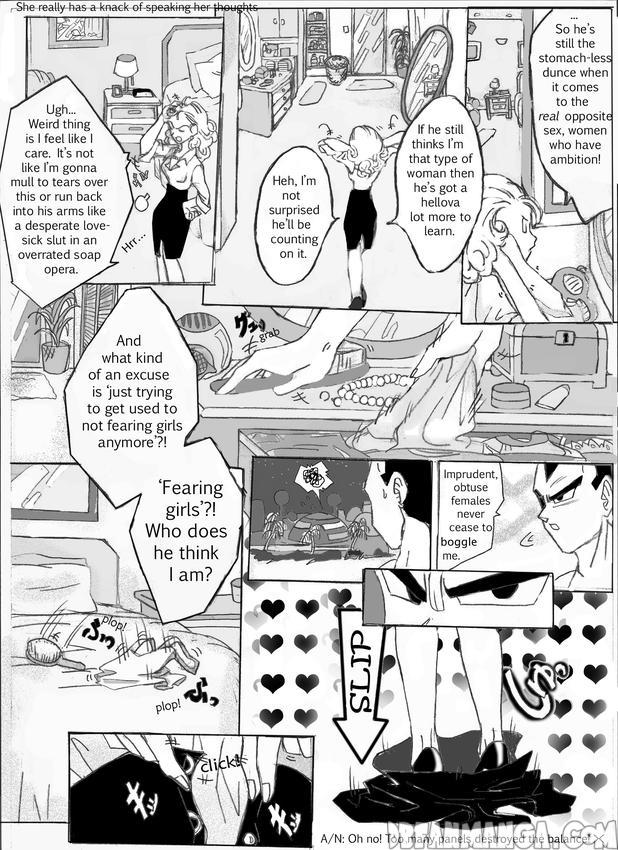 She really has a knack of speaking her thoughts
Ugh...
Weird thing
is I feel like I
care. It's not
like I'm gonna
mull to tears over
this or run back
into his arms like
a desperate love-
sick slut in an
overrated soap
opera.
Hrr...
Heh, I'm
not
surprised
he'll be
counting
on it.
If he still
thinks I'm
that type of
woman then
he's got a
hellova
lot more to
learn.
...
So he's
still the
stomach-less
dunce when
it comes
to the
real opposite
sex, women
who have
ambition!
grab
And
what kind
of an excuse
is 'just trying
to get used to
not fearing girls
anymore'?!
'Fearing
girls'?!
Who does
he think
I am?
Imprudent,
obtuse
females
never
cease to
boggle
me.
plop!
plop!
SLIP
click!
A/N: Oh no! Too many panels destroyed the balance!